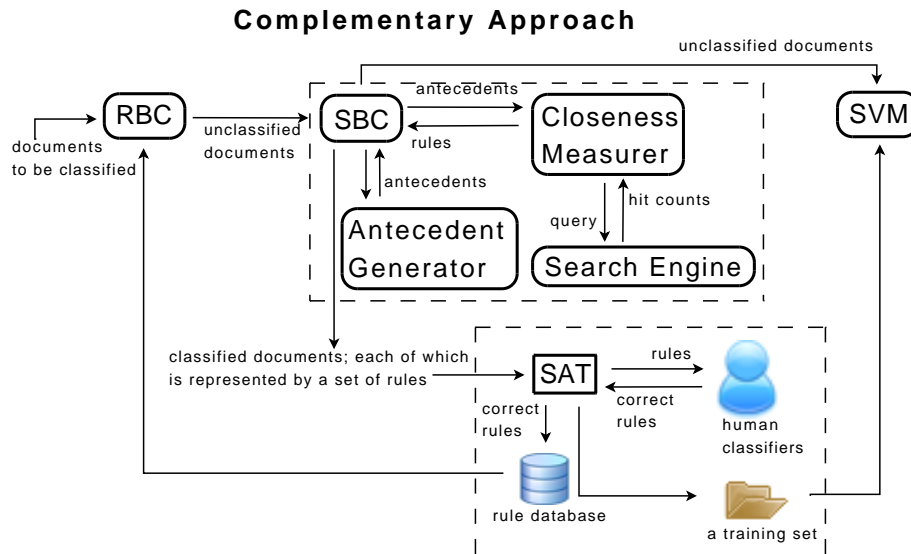 Complementary Approach
unclassified documents
RBC
SBC
antecedents
rules
Closeness
Measurer
SVM
documents
to be classified
unclassified
documents
antecedents
hit counts
query
Antecedent
Generator
Search Engine
classified documents; each of which
is represented by a set of rules
SAT
rules
correct
rules
human
classifiers
correct
rules
rule database
a training set